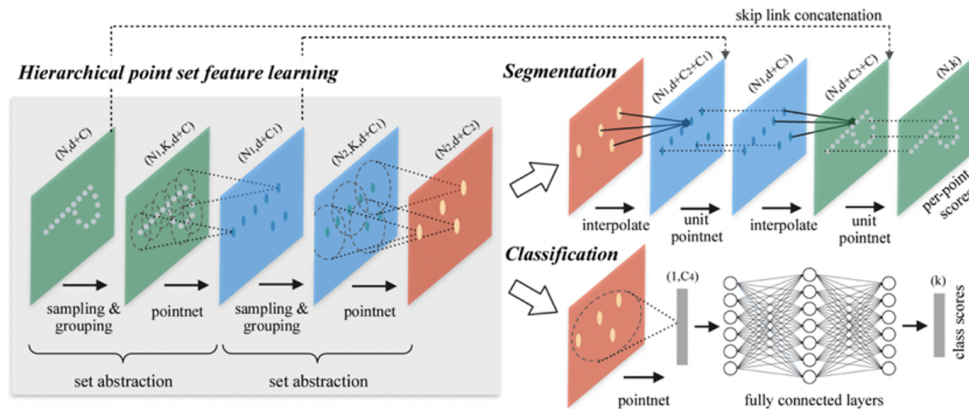 skip link concatenation
Hierarchical point set feature learning
Segmentation
(N,d+C)
(N1,K,d+C)
(N1,d+C1)
(N2,K,d+C1)
(N2,d+C2)
(N1,d+C2+C1)
(N1,d+C3)
(N,d+C3+C)
(N,k)
per-point
scores
interpolate
unit
pointnet
interpolate
unit
pointnet
sampling &
grouping
pointnet
sampling &
grouping
pointnet
set abstraction
set abstraction
Classification
(1,C4)
(k)
class scores
pointnet
fully connected layers